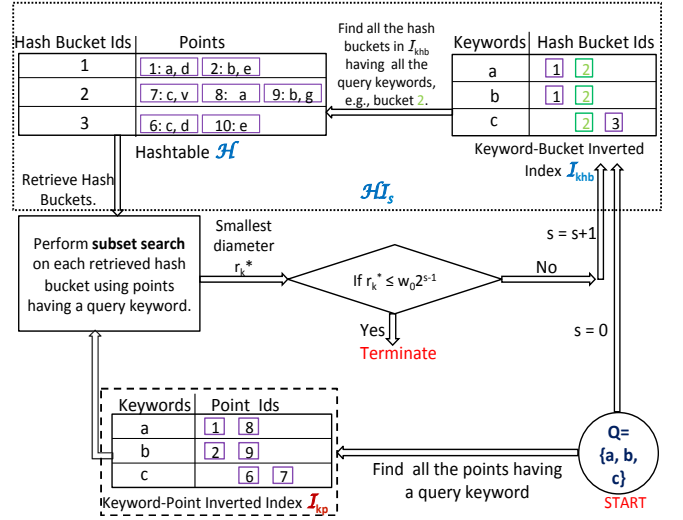 Hash Bucket Ids Points
1 1: a, d 2: b, e
2 7: c, v 8: a 9: b, g
3 6: c, d 10: e
Hashtable ℋ
Find all the hash
buckets in I_khb
having all the
query keywords,
e.g., bucket 2.
Keywords Hash Bucket Ids
a 1 2
b 1 2
c 2 3
Keyword-Bucket Inverted
Index I_khb
ℋI_s
Retrieve Hash
Buckets.
Perform subset search
on each retrieved hash
bucket using points
having a query keyword.
Smallest
diameter
r_k*
If r_k* ≤ w_0 2^{s-1}
No
Yes
Terminate
s = s+1
s = 0
Keywords Point Ids
a 1 8
b 2 9
c 6 7
Keyword-Point Inverted Index I_kp
Find all the points having
a query keyword
Q=
{a, b,
c}
START